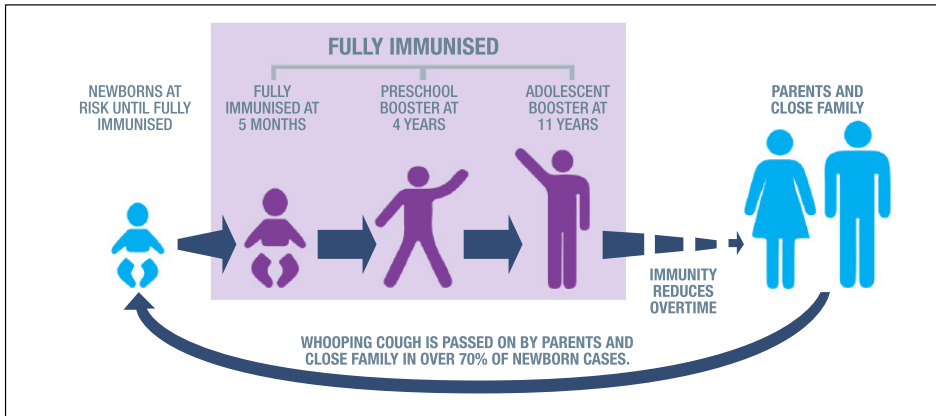 FULLY IMMUNISED
NEWBORNS AT
RISK UNTIL FULLY
IMMUNISED
FULLY
IMMUNISED AT
5 MONTHS
PRESCHOOL
BOOSTER AT
4 YEARS
ADOLESCENT
BOOSTER AT
11 YEARS
PARENTS AND
CLOSE FAMILY
IMMUNITY
REDUCES
OVERTIME
WHOOPING COUGH IS PASSED ON BY PARENTS AND
CLOSE FAMILY IN OVER 70% OF NEWBORN CASES.